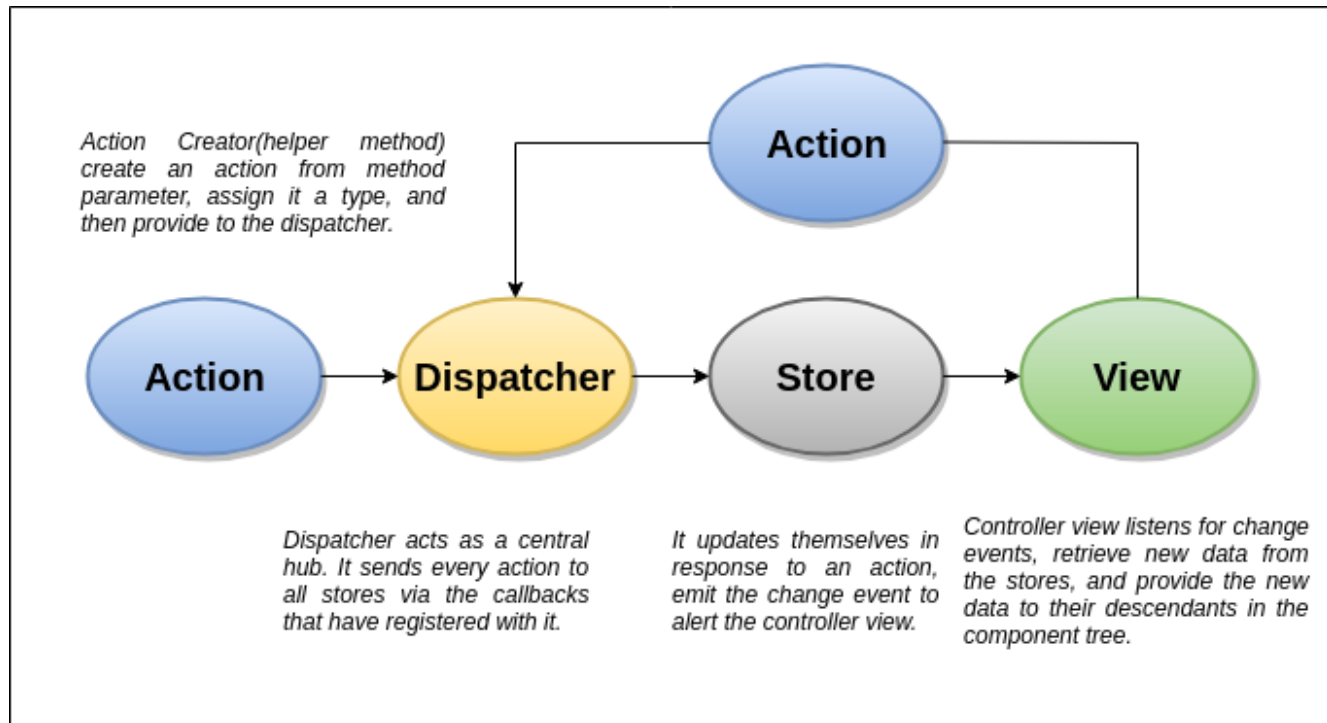 Action
Action Creator(helper method)
create an action from method
parameter, assign it a type, and
then provide to the dispatcher.
Action
Dispatcher
Store
View
Dispatcher acts as a central
hub. It sends every action to
all stores via the callbacks
that have registered with it.
It updates themselves in
response to an action,
emit the change event to
alert the controller view.
Controller view listens for change
events, retrieve new data from
the stores, and provide the new
data to their descendants in the
component tree.